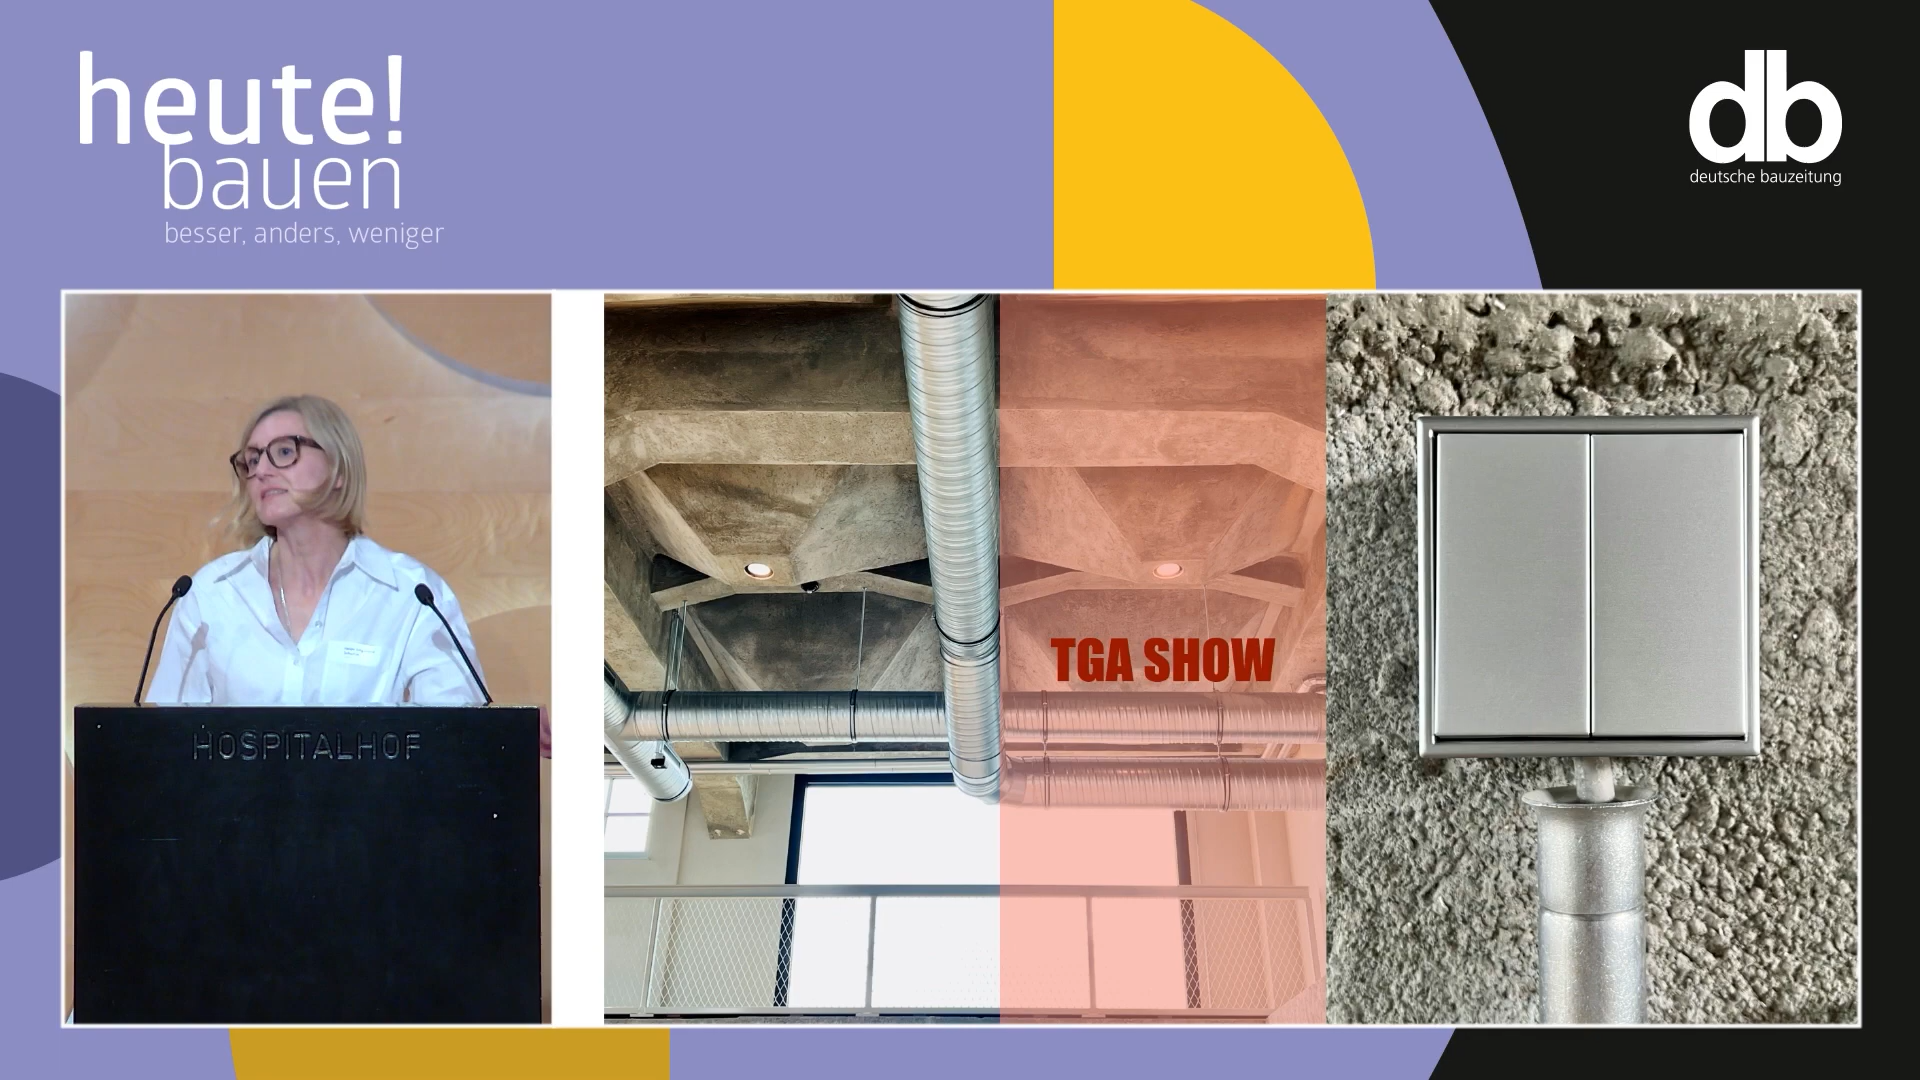 heute!
bauen
besser, anders, weniger
db
deutsche bauzeitung
TGA SHOW
HOSPITALHOF